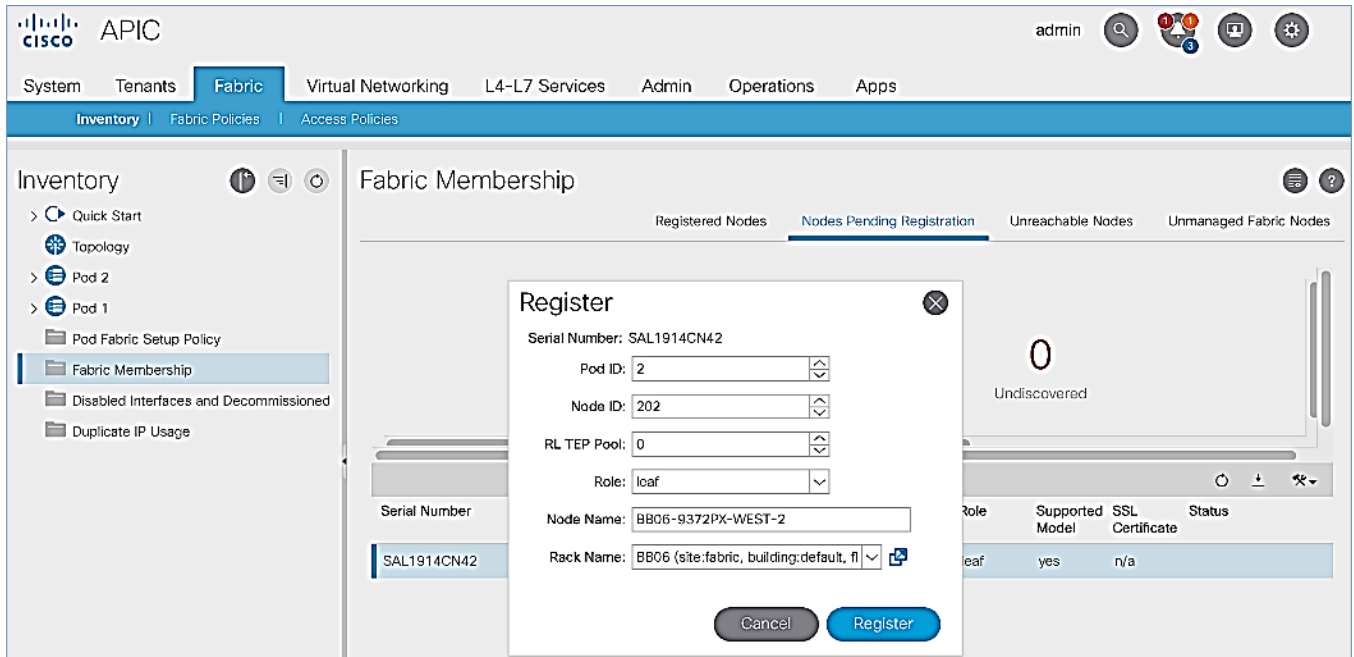 CISCO APIC
admin
1 1 3
System Tenants Fabric Virtual Networking L4-L7 Services Admin Operations Apps
Inventory | Fabric Policies | Access Policies
Inventory
Quick Start
Topology
Pod 2
Pod 1
Pod Fabric Setup Policy
Fabric Membership
Disabled Interfaces and Decommissioned
Duplicate IP Usage
Fabric Membership
Registered Nodes Nodes Pending Registration Unreachable Nodes Unmanaged Fabric Nodes
0
Undiscovered
Serial Number Role Supported Model SSL Certificate Status
SAL1914CN42 leaf yes n/a
Register
Serial Number: SAL1914CN42
Pod ID: 2
Node ID: 202
RL TEP Pool: 0
Role: leaf
Node Name: BB06-9372PX-WEST-2
Rack Name: BB06 (site:fabric, building:default, fl
Cancel Register